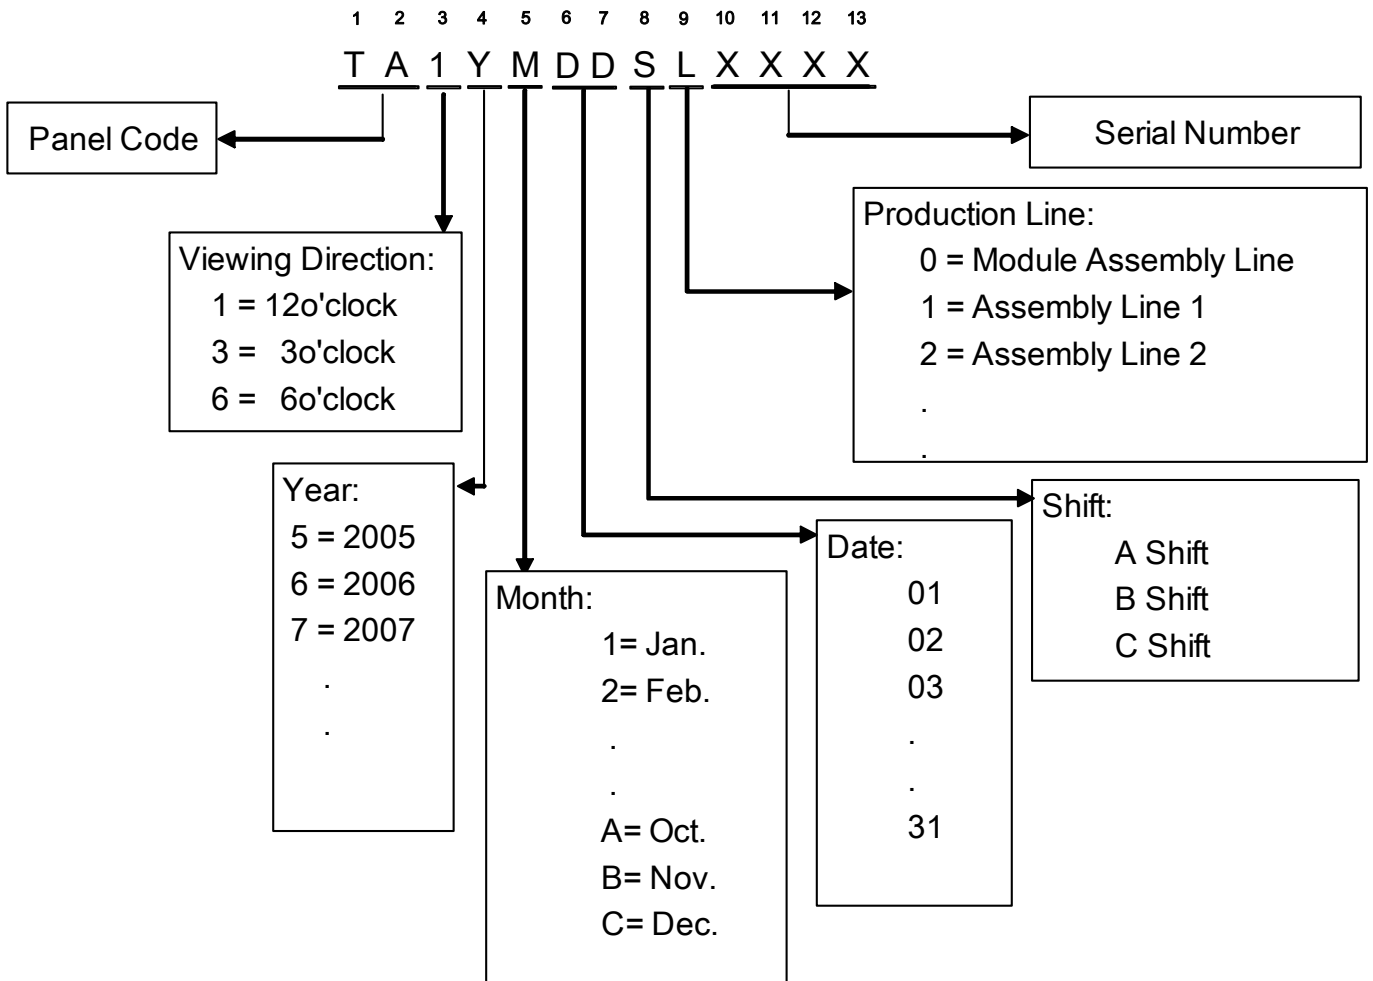 1 2 3 4 5 6 7 8 9 10 11 12 13
T A 1 Y M D D S L X X X X
Panel Code
Serial Number
Viewing Direction:
1 = 12o'clock
3 = 3o'clock
6 = 6o'clock
Production Line:
0 = Module Assembly Line
1 = Assembly Line 1
2 = Assembly Line 2
.
.
Year:
5 = 2005
6 = 2006
7 = 2007
.
.
Month:
1= Jan.
2= Feb.
.
.
A= Oct.
B= Nov.
C= Dec.
Date:
01
02
03
.
.
31
Shift:
A Shift
B Shift
C Shift